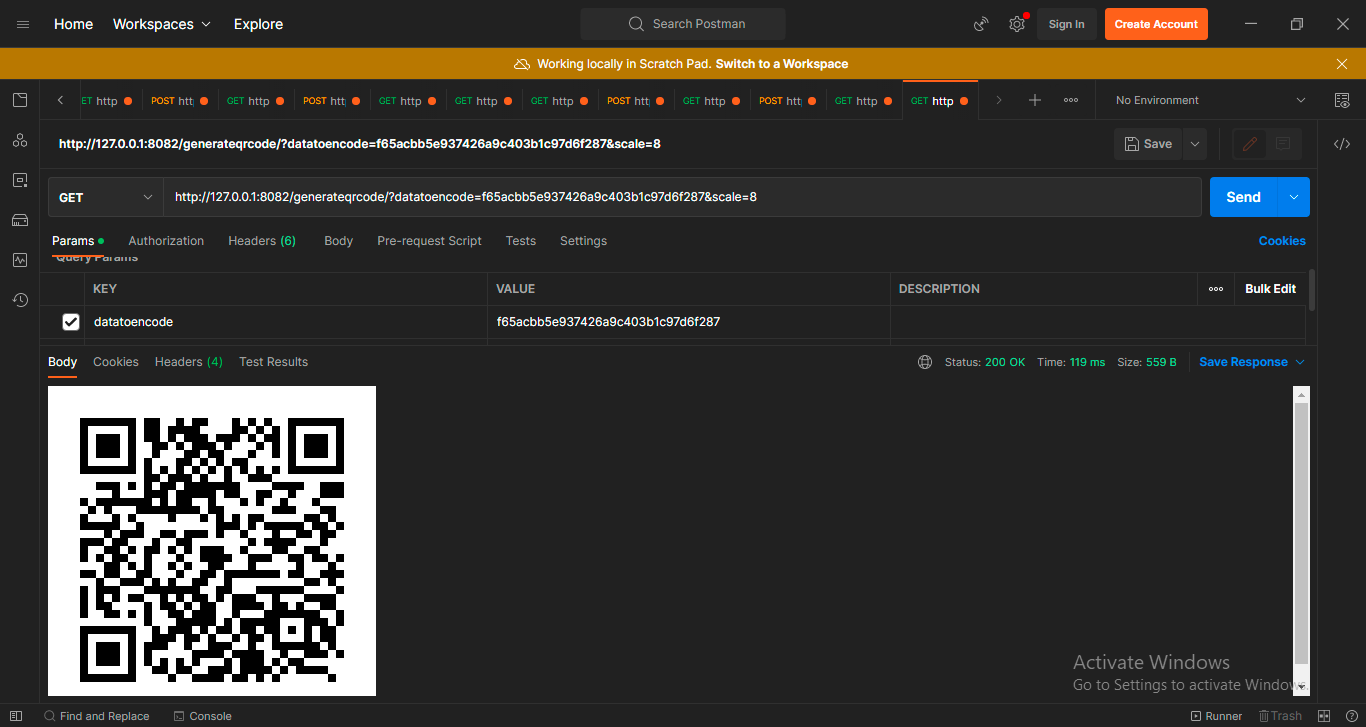 Home Workspaces Explore Search Postman Sign In Create Account
Working locally in Scratch Pad. Switch to a Workspace
ET http POST htt GET http POST htt GET http GET http GET http POST htt GET http POST htt GET http GET http No Environment
http://127.0.0.1:8082/generateqrcode/?datatoencode=f65acbb5e937426a9c403b1c97d6f287&scale=8 Save
GET http://127.0.0.1:8082/generateqrcode/?datatoencode=f65acbb5e937426a9c403b1c97d6f287&scale=8 Send
Params Authorization Headers (6) Body Pre-request Script Tests Settings Cookies
Query Params
KEY VALUE DESCRIPTION Bulk Edit
datatoencode f65acbb5e937426a9c403b1c97d6f287
Body Cookies Headers (4) Test Results Status: 200 OK Time: 119 ms Size: 559 B Save Response
Activate Windows
Go to Settings to activate Windows.
Find and Replace Console Runner Trash